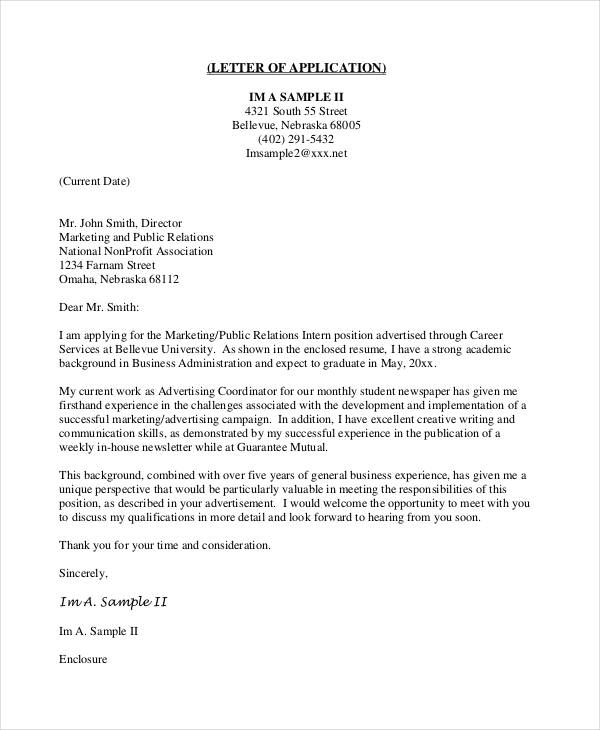 (LETTER OF APPLICATION)
IM A SAMPLE II
4321 South 55 Street
Bellevue, Nebraska 68005
(402) 291-5432
Imsample2@xxx.net
(Current Date)
Mr. John Smith, Director
Marketing and Public Relations
National NonProfit Association
1234 Farnam Street
Omaha, Nebraska 68112
Dear Mr. Smith:
I am applying for the Marketing/Public Relations Intern position advertised through Career
Services at Bellevue University.  As shown in the enclosed resume, I have a strong academic
background in Business Administration and expect to graduate in May, 20xx.
My current work as Advertising Coordinator for our monthly student newspaper has given me
firsthand experience in the challenges associated with the development and implementation of a
successful marketing/advertising campaign.  In addition, I have excellent creative writing and
communication skills, as demonstrated by my successful experience in the publication of a
weekly in-house newsletter while at Guarantee Mutual.
This background, combined with over five years of general business experience, has given me a
unique perspective that would be particularly valuable in meeting the responsibilities of this
position, as described in your advertisement.  I would welcome the opportunity to meet with you
to discuss my qualifications in more detail and look forward to hearing from you soon.
Thank you for your time and consideration.
Sincerely,
Im A. Sample II
Im A. Sample II
Enclosure